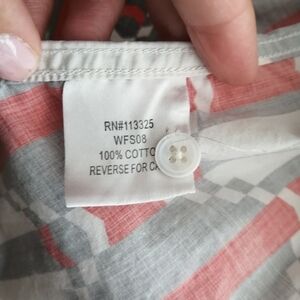 RN#113325
WFS08
100% COTTO
REVERSE FOR CA